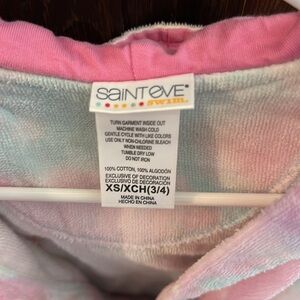 SAINT EVE®
swim.
TURN GARMENT INSIDE OUT
MACHINE WASH COLD
GENTLE CYCLE WITH LIKE COLORS
USE ONLY NON-CHLORINE BLEACH
WHEN NEEDED
TUMBLE DRY LOW
DO NOT IRON
100% COTTON, 100% ALGODÓN
EXCLUSIVE OF DECORATION
EXCLUSIVO DE DECORACIÓN
XS/XCH(3/4)
MADE IN CHINA
HECHO EN CHINA